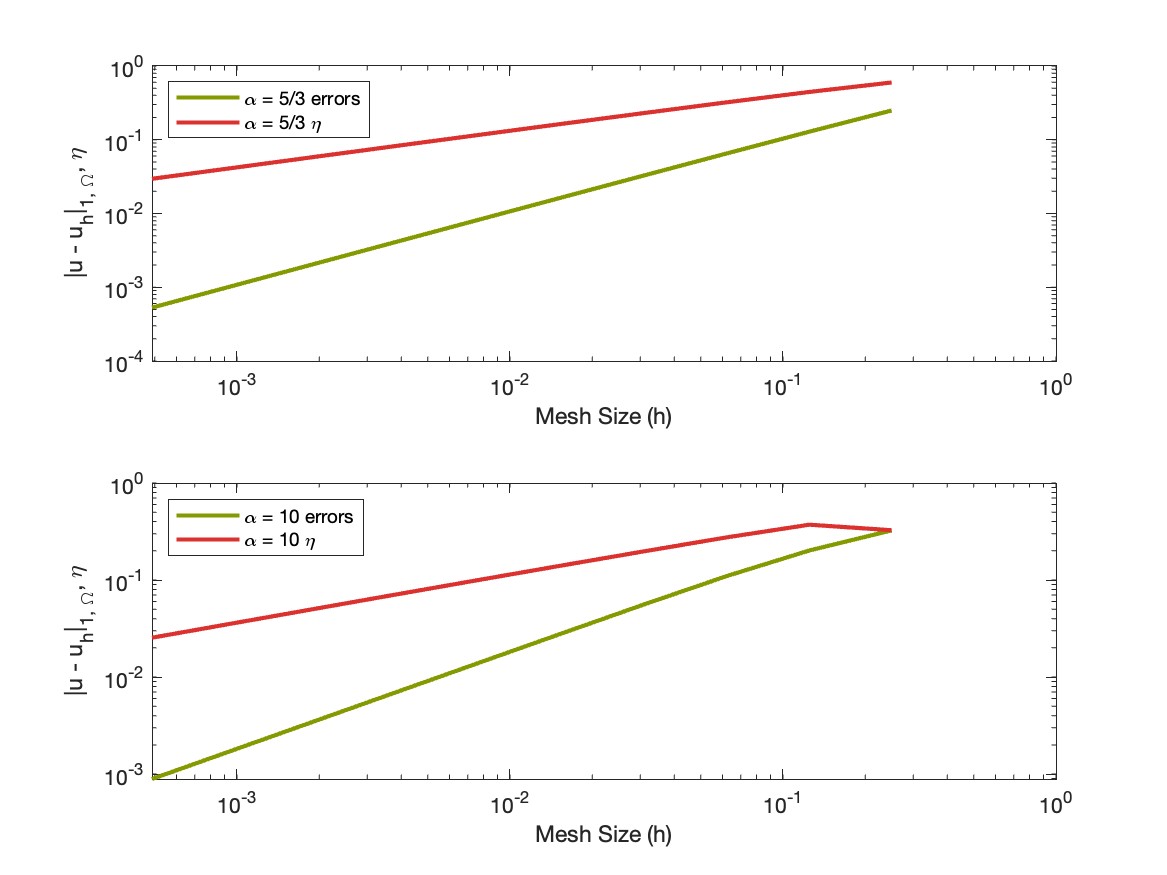 10⁰
10⁻¹
10⁻²
10⁻³
10⁻⁴
|u - u_h|_{1, Ω}, η
α = 5/3 errors
α = 5/3 η
10⁻³ 10⁻² 10⁻¹ 10⁰
Mesh Size (h)
10⁰
10⁻¹
10⁻²
10⁻³
|u - u_h|_{1, Ω}, η
α = 10 errors
α = 10 η
10⁻³ 10⁻² 10⁻¹ 10⁰
Mesh Size (h)